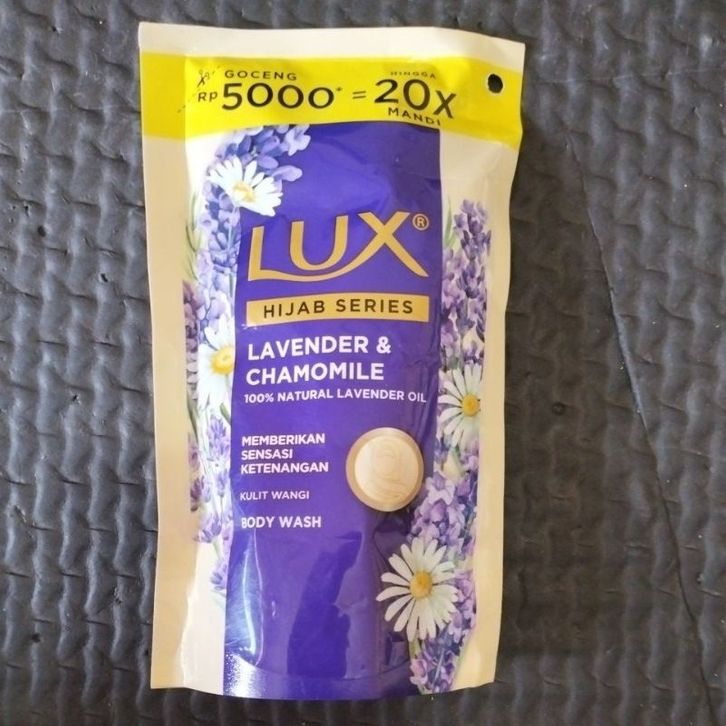 GOCENG
Rp 5000* = HINGGA 20X MANDI
LUX®
HIJAB SERIES
LAVENDER &
CHAMOMILE
100% NATURAL LAVENDER OIL
MEMBERIKAN
SENSASI
KETENANGAN
KULIT WANGI
BODY WASH